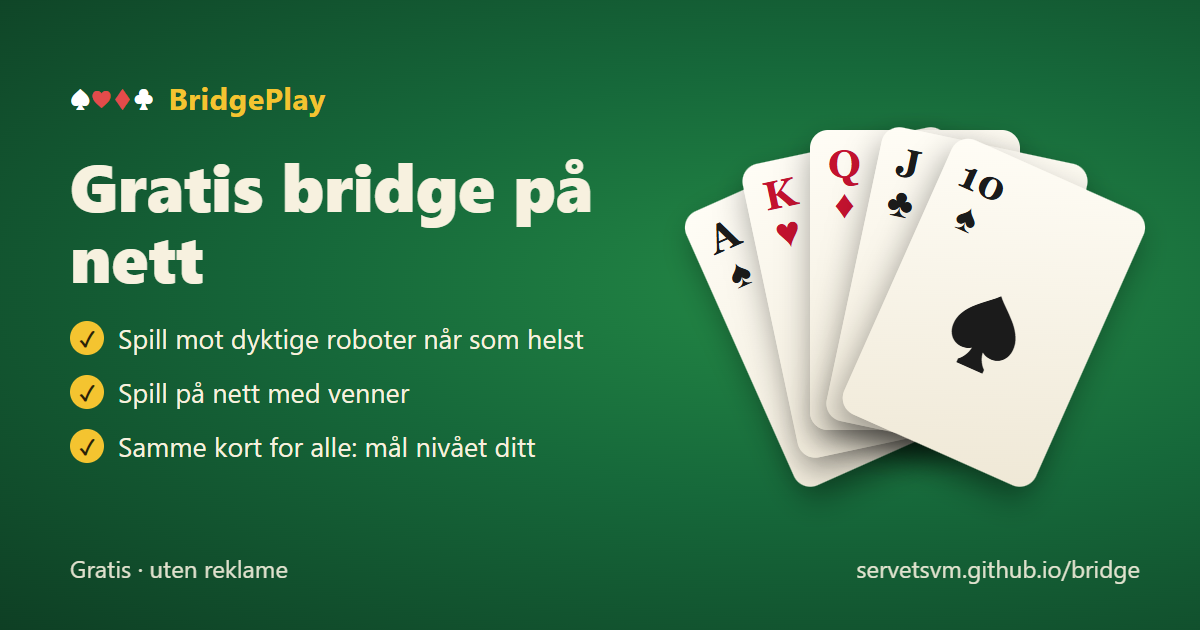 ♠♥♦♣ BridgePlay
Gratis bridge på
nett
✓ Spill mot dyktige roboter når som helst
✓ Spill på nett med venner
✓ Samme kort for alle: mål nivået ditt
A♠
K♥
Q♦
J♣
10♠
Gratis · uten reklame
servetsvm.github.io/bridge